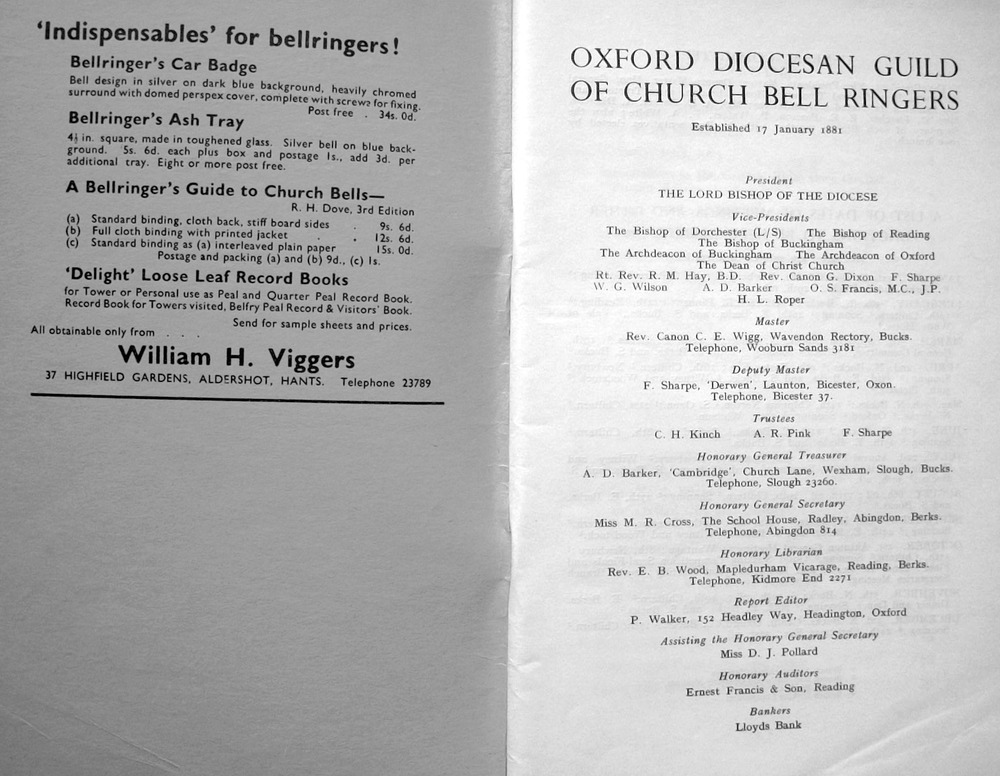 'Indispensables' for bellringers!
Bellringer's Car Badge
Bell design in silver on dark blue background, heavily chromed
surround with domed perspex cover, complete with screws for fixing.
Post free . 34s. 0d.
Bellringer's Ash Tray
4½ in. square, made in toughened glass. Silver bell on blue back-
ground. 5s. 6d. each plus box and postage 1s., add 3d. per
additional tray. Eight or more post free.
A Bellringer's Guide to Church Bells—
R. H. Dove, 3rd Edition
(a) Standard binding, cloth back, stiff board sides . 9s. 6d.
(b) Full cloth binding with printed jacket . . 12s. 6d.
(c) Standard binding as (a) interleaved plain paper 15s. 0d.
Postage and packing (a) and (b) 9d., (c) 1s.
'Delight' Loose Leaf Record Books
for Tower or Personal use as Peal and Quarter Peal Record Book.
Record Book for Towers visited, Belfry Peal Record & Visitors' Book.
Send for sample sheets and prices.
All obtainable only from . . .
William H. Viggers
37 HIGHFIELD GARDENS, ALDERSHOT, HANTS. Telephone 23789
OXFORD DIOCESAN GUILD
OF CHURCH BELL RINGERS
Established 17 January 1881
President
THE LORD BISHOP OF THE DIOCESE
Vice-Presidents
The Bishop of Dorchester (L/S) The Bishop of Reading
The Bishop of Buckingham
The Archdeacon of Buckingham The Archdeacon of Oxford
The Dean of Christ Church
Rt. Rev. R. M. Hay, B.D. Rev. Canon G. Dixon F. Sharpe
W. G. Wilson A. D. Barker O. S. Francis, M.C., J.P.
H. L. Roper
Master
Rev. Canon C. E. Wigg, Wavendon Rectory, Bucks.
Telephone, Wooburn Sands 3181
Deputy Master
F. Sharpe, 'Derwen', Launton, Bicester, Oxon.
Telephone, Bicester 37.
Trustees
C. H. Kinch A. R. Pink F. Sharpe
Honorary General Treasurer
A. D. Barker, 'Cambridge', Church Lane, Wexham, Slough, Bucks.
Telephone, Slough 23260.
Honorary General Secretary
Miss M. R. Cross, The School House, Radley, Abingdon, Berks.
Telephone, Abingdon 814
Honorary Librarian
Rev. E. B. Wood, Mapledurham Vicarage, Reading, Berks.
Telephone, Kidmore End 2271
Report Editor
P. Walker, 152 Headley Way, Headington, Oxford
Assisting the Honorary General Secretary
Miss D. J. Pollard
Honorary Auditors
Ernest Francis & Son, Reading
Bankers
Lloyds Bank